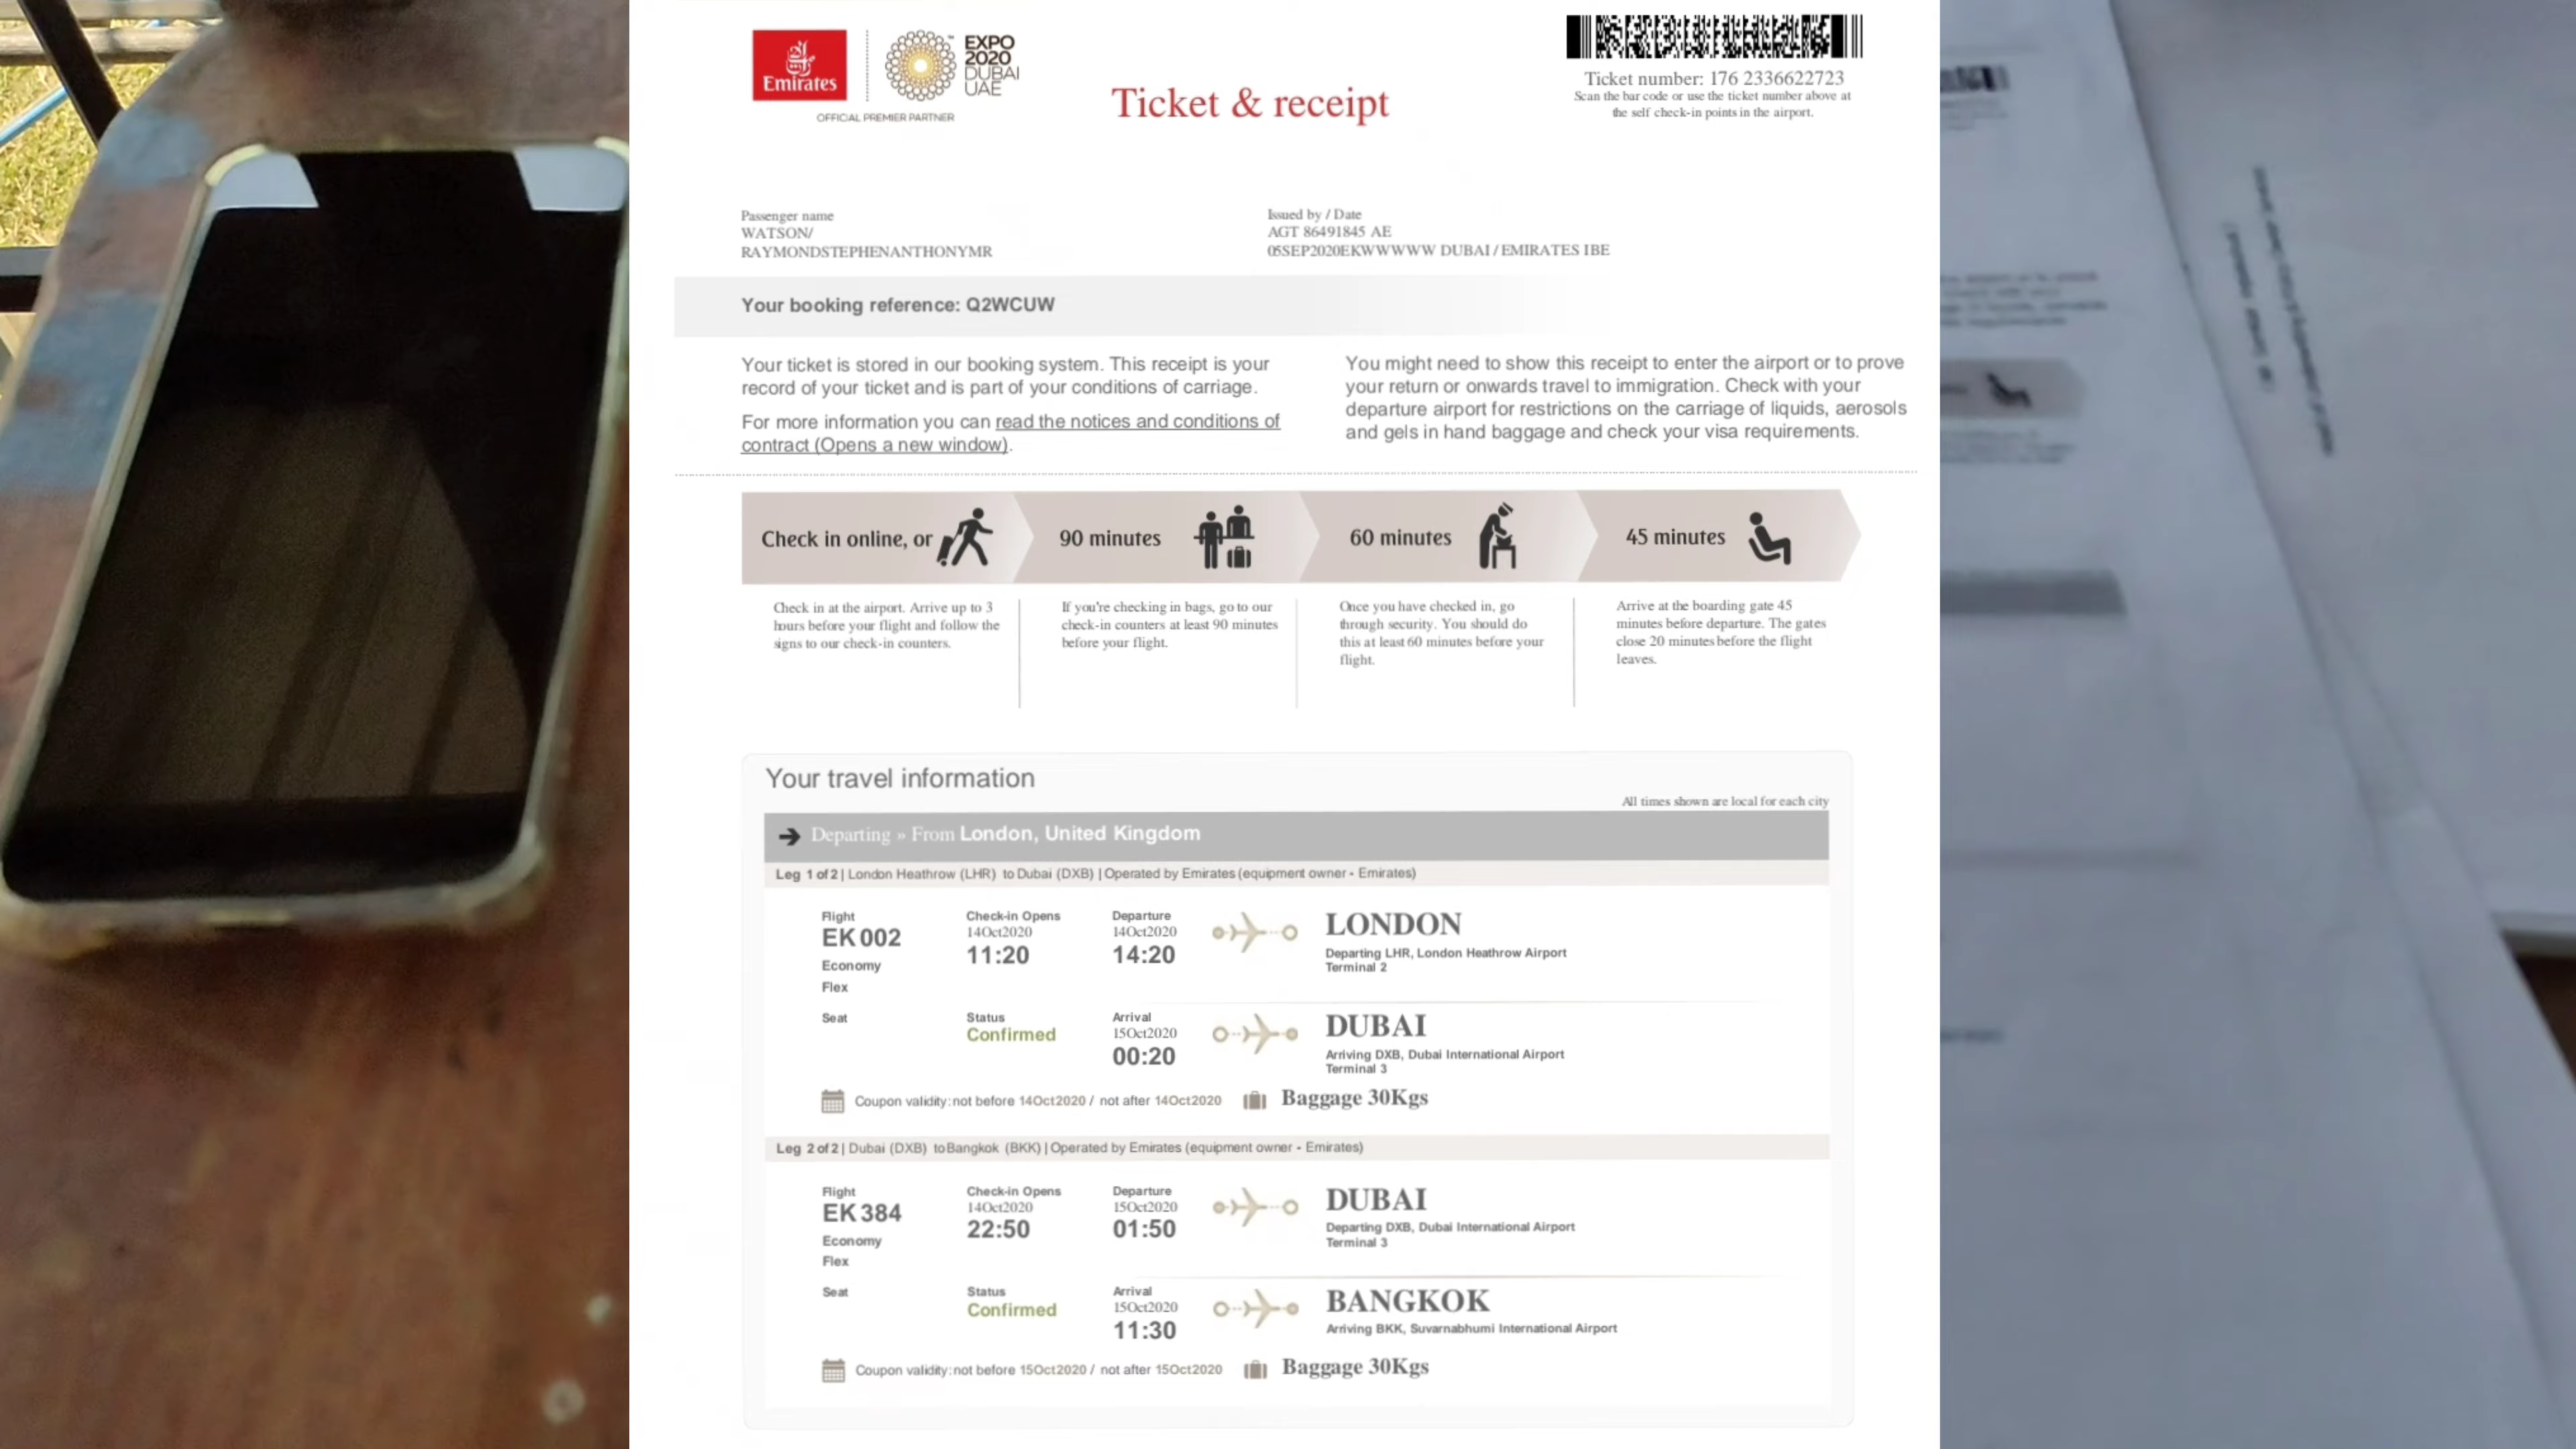 Emirates
EXPO
2020
DUBAI
UAE
OFFICIAL PREMIER PARTNER
Ticket & receipt
Ticket number: 176 2336622723
Scan the bar code or use the ticket number above at
the self check-in points in the airport.
Passenger name
WATSON/
RAYMONDSTEPHENANTHONYMR
Issued by / Date
AGT 86491845 AE
05SEP2020EKWWWWW DUBAI / EMIRATES IBE
Your booking reference: Q2WCUW
Your ticket is stored in our booking system. This receipt is your
record of your ticket and is part of your conditions of carriage.
For more information you can read the notices and conditions of
contract (Opens a new window).
You might need to show this receipt to enter the airport or to prove
your return or onwards travel to immigration. Check with your
departure airport for restrictions on the carriage of liquids, aerosols
and gels in hand baggage and check your visa requirements.
Check in online, or
90 minutes
60 minutes
45 minutes
Check in at the airport. Arrive up to 3
hours before your flight and follow the
signs to our check-in counters.
If you're checking in bags, go to our
check-in counters at least 90 minutes
before your flight.
Once you have checked in, go
through security. You should do
this at least 60 minutes before your
flight.
Arrive at the boarding gate 45
minutes before departure. The gates
close 20 minutes before the flight
leaves.
Your travel information
All times shown are local for each city
Departing » From London, United Kingdom
Leg 1 of 2 | London Heathrow (LHR) to Dubai (DXB) | Operated by Emirates (equipment owner - Emirates)
Flight
EK 002
Economy
Flex
Check-in Opens
14Oct2020
11:20
Departure
14Oct2020
14:20
LONDON
Departing LHR, London Heathrow Airport
Terminal 2
Seat
Status
Confirmed
Arrival
15Oct2020
00:20
DUBAI
Arriving DXB, Dubai International Airport
Terminal 3
Coupon validity: not before 14Oct2020 / not after 14Oct2020
Baggage 30Kgs
Leg 2 of 2 | Dubai (DXB) to Bangkok (BKK) | Operated by Emirates (equipment owner - Emirates)
Flight
EK 384
Economy
Flex
Check-in Opens
14Oct2020
22:50
Departure
15Oct2020
01:50
DUBAI
Departing DXB, Dubai International Airport
Terminal 3
Seat
Status
Confirmed
Arrival
15Oct2020
11:30
BANGKOK
Arriving BKK, Suvarnabhumi International Airport
Coupon validity: not before 15Oct2020 / not after 15Oct2020
Baggage 30Kgs